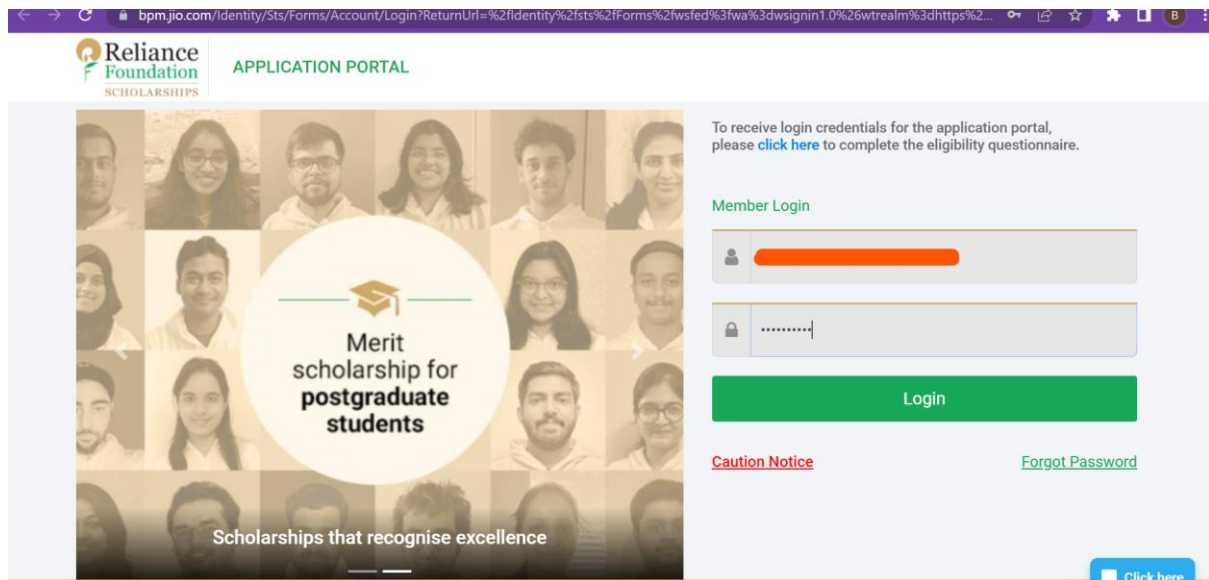 bpm.jio.com/Identity/Sts/Forms/Account/Login?ReturnUrl=%2fIdentity%2fsts%2fForms%2fwsfed%3fwa%3dwsignin1.0%26wtrealm%3dhttps%2...
B
Reliance
Foundation
SCHOLARSHIPS
APPLICATION PORTAL
To receive login credentials for the application portal,
please click here to complete the eligibility questionnaire.
Member Login
Merit
scholarship for
postgraduate
students
Login
Caution Notice
Forgot Password
Scholarships that recognise excellence
Click here